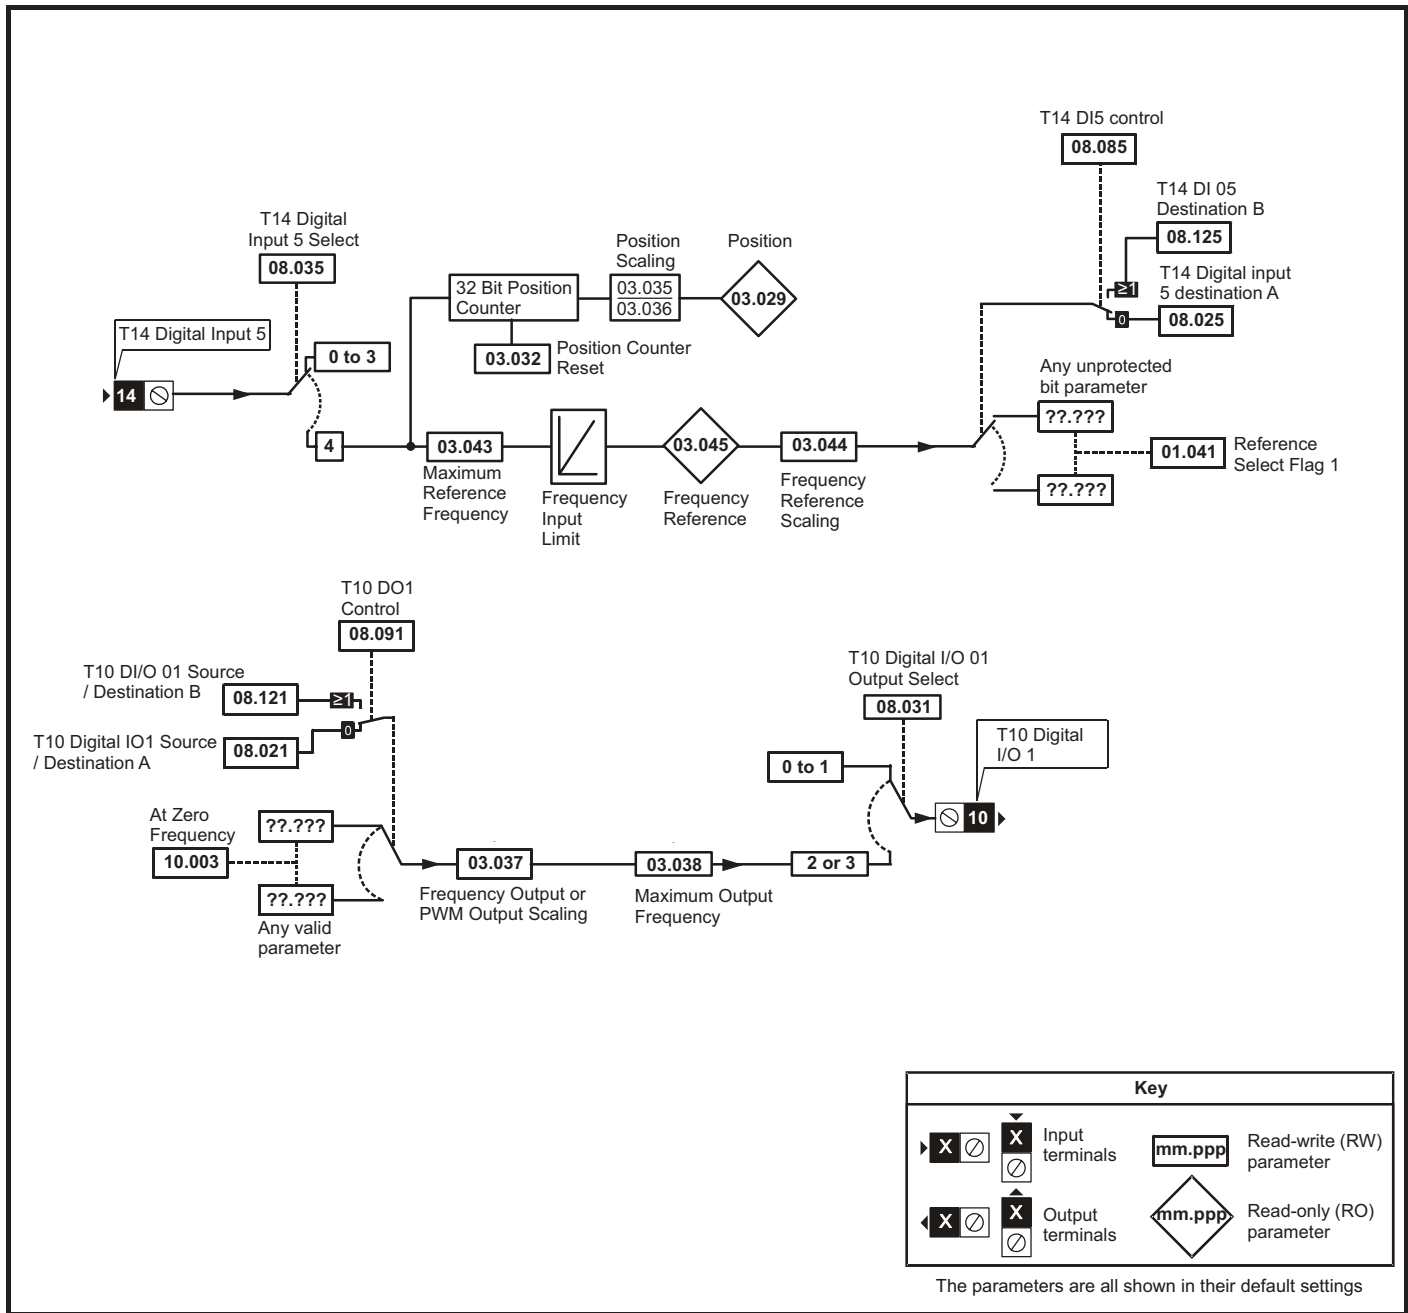 T14 DI5 control
08.085
T14 DI 05
Destination B
08.125
T14 Digital input
5 destination A
≥1
0
08.025
T14 Digital
Input 5 Select
08.035
T14 Digital Input 5
14
0 to 3
4
32 Bit Position
Counter
03.032
Position Counter
Reset
Position
Scaling
03.035
03.036
Position
03.029
03.043
Maximum
Reference
Frequency
Frequency
Input
Limit
03.045
Frequency
Reference
03.044
Frequency
Reference
Scaling
Any unprotected
bit parameter
??.???
??.???
01.041
Reference
Select Flag 1
T10 DO1
Control
08.091
T10 DI/O 01 Source
/ Destination B
08.121
≥1
0
T10 Digital IO1 Source
/ Destination A
08.021
At Zero
Frequency
10.003
??.???
??.???
Any valid
parameter
03.037
Frequency Output or
PWM Output Scaling
03.038
Maximum Output
Frequency
T10 Digital I/O 01
Output Select
08.031
0 to 1
2 or 3
T10 Digital
I/O 1
10
Key
X
X
Input
terminals
mm.ppp
Read-write (RW)
parameter
X
X
Output
terminals
mm.ppp
Read-only (RO)
parameter
The parameters are all shown in their default settings